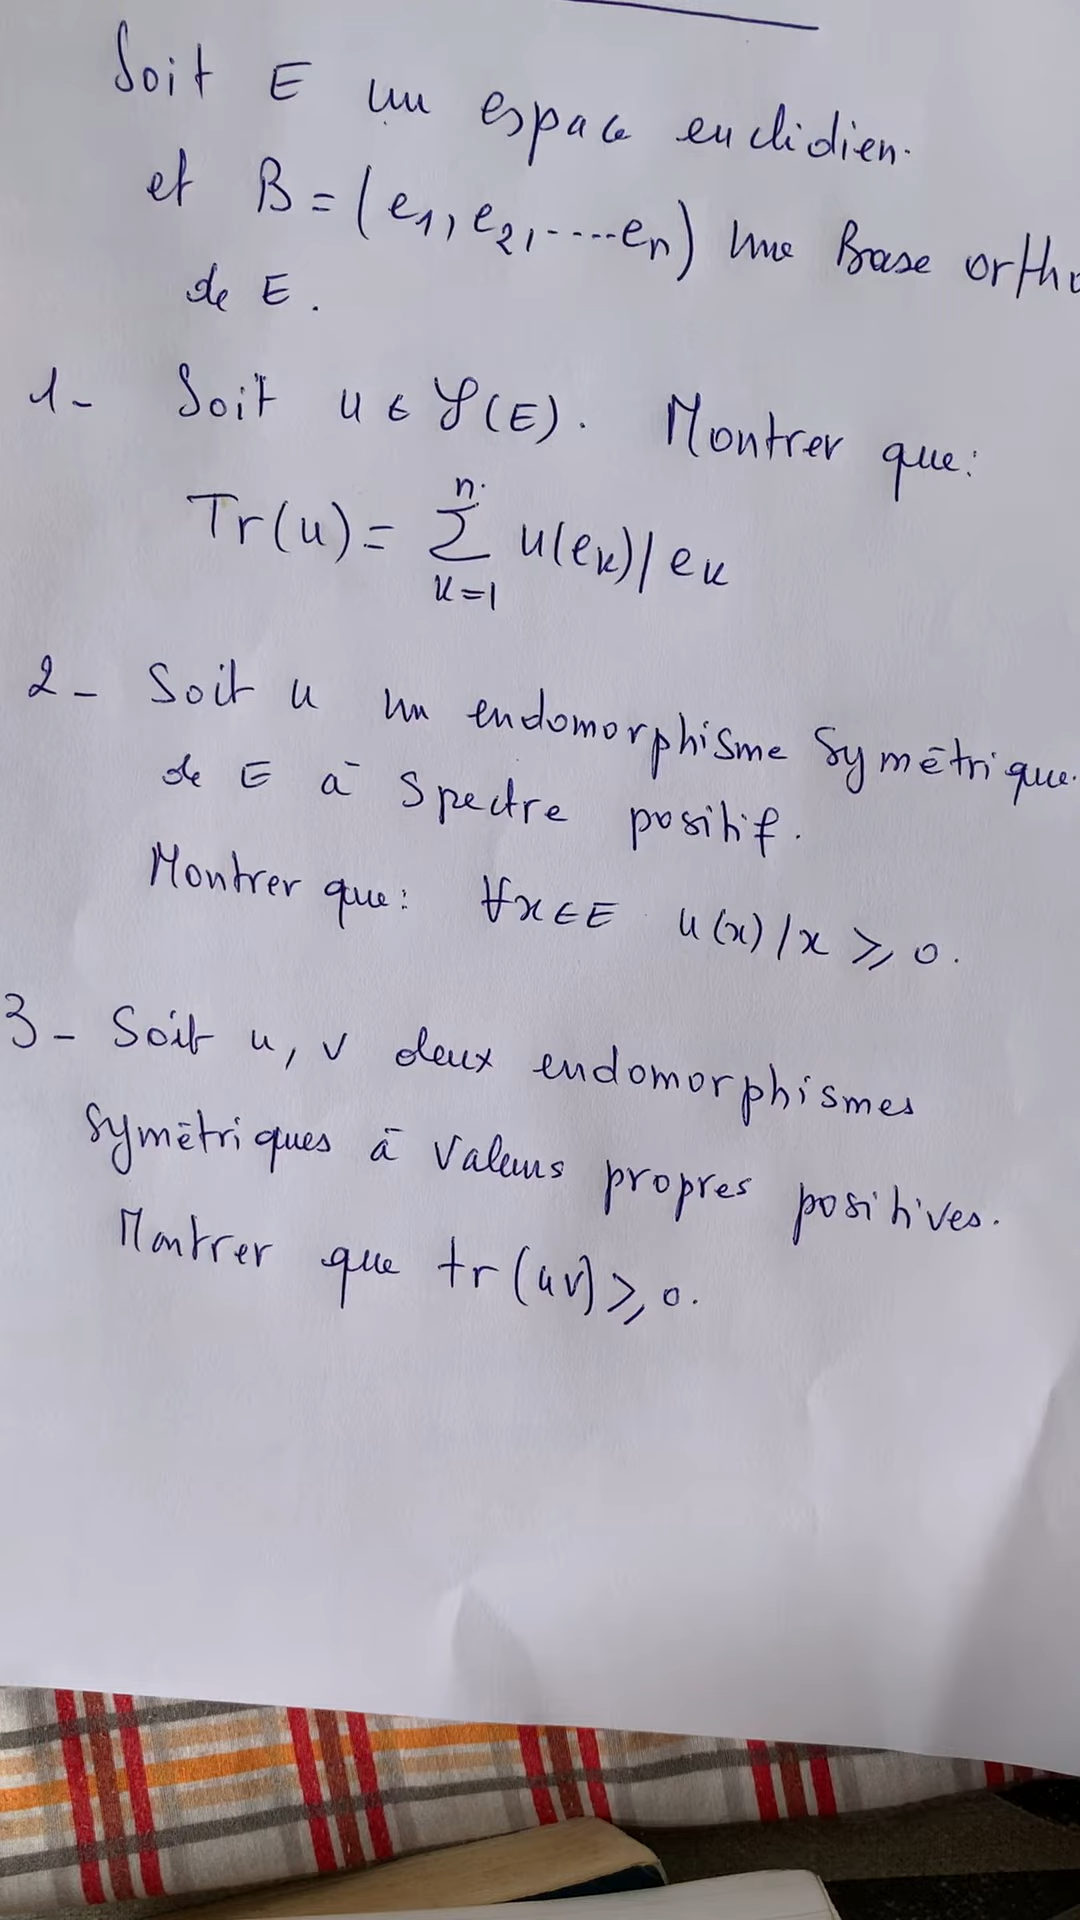 Soit E un espace euclidien.
et B = (e1, e2, ....en) une Base ortho
de E.
1- Soit u ∈ L(E). Montrer que:
Tr(u) = ∑_{k=1}^{n} u(ek)/ek
2- Soit u un endomorphisme Symétrique
de E à Spectre positif.
Montrer que: ∀x∈E u(x)/x ⩾ 0.
3- Soit u, v deux endomorphismes
Symétriques à Valeurs propres positives.
Montrer que tr(uv) ⩾ 0.